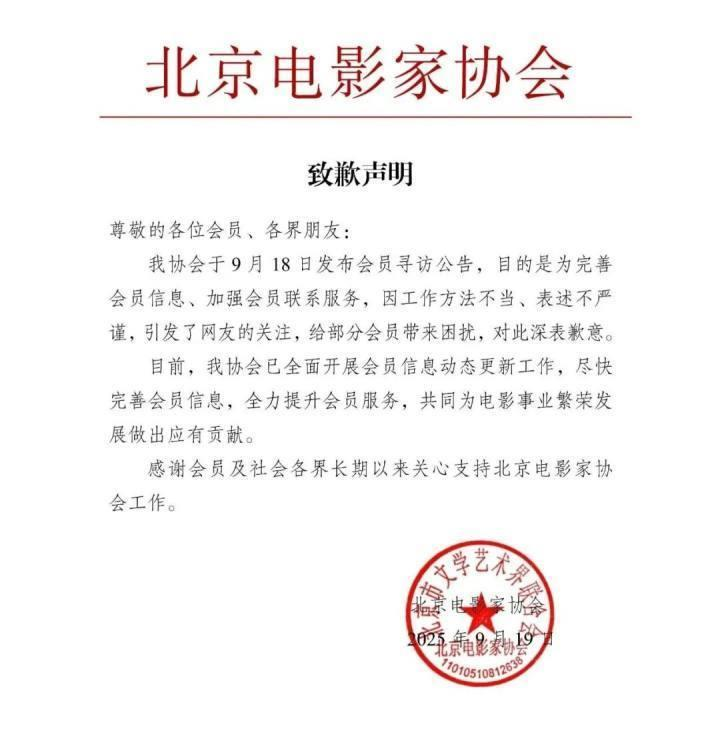 北京电影家协会
致歉声明
尊敬的各位会员、各界朋友：
我协会于9月18日发布会员寻访公告，目的是为完善
会员信息、加强会员联系服务，因工作方法不当、表述不严
谨，引发了网友的关注，给部分会员带来困扰，对此深表歉意。
目前，我协会已全面开展会员信息动态更新工作，尽快
完善会员信息，全力提升会员服务，共同为电影事业繁荣发
展做出应有贡献。
感谢会员及社会各界长期以来关心支持北京电影家协
会工作。
北京市文学艺术界联合会
北京电影家协会
2025年9月19日
北京电影家协会
11010510812638